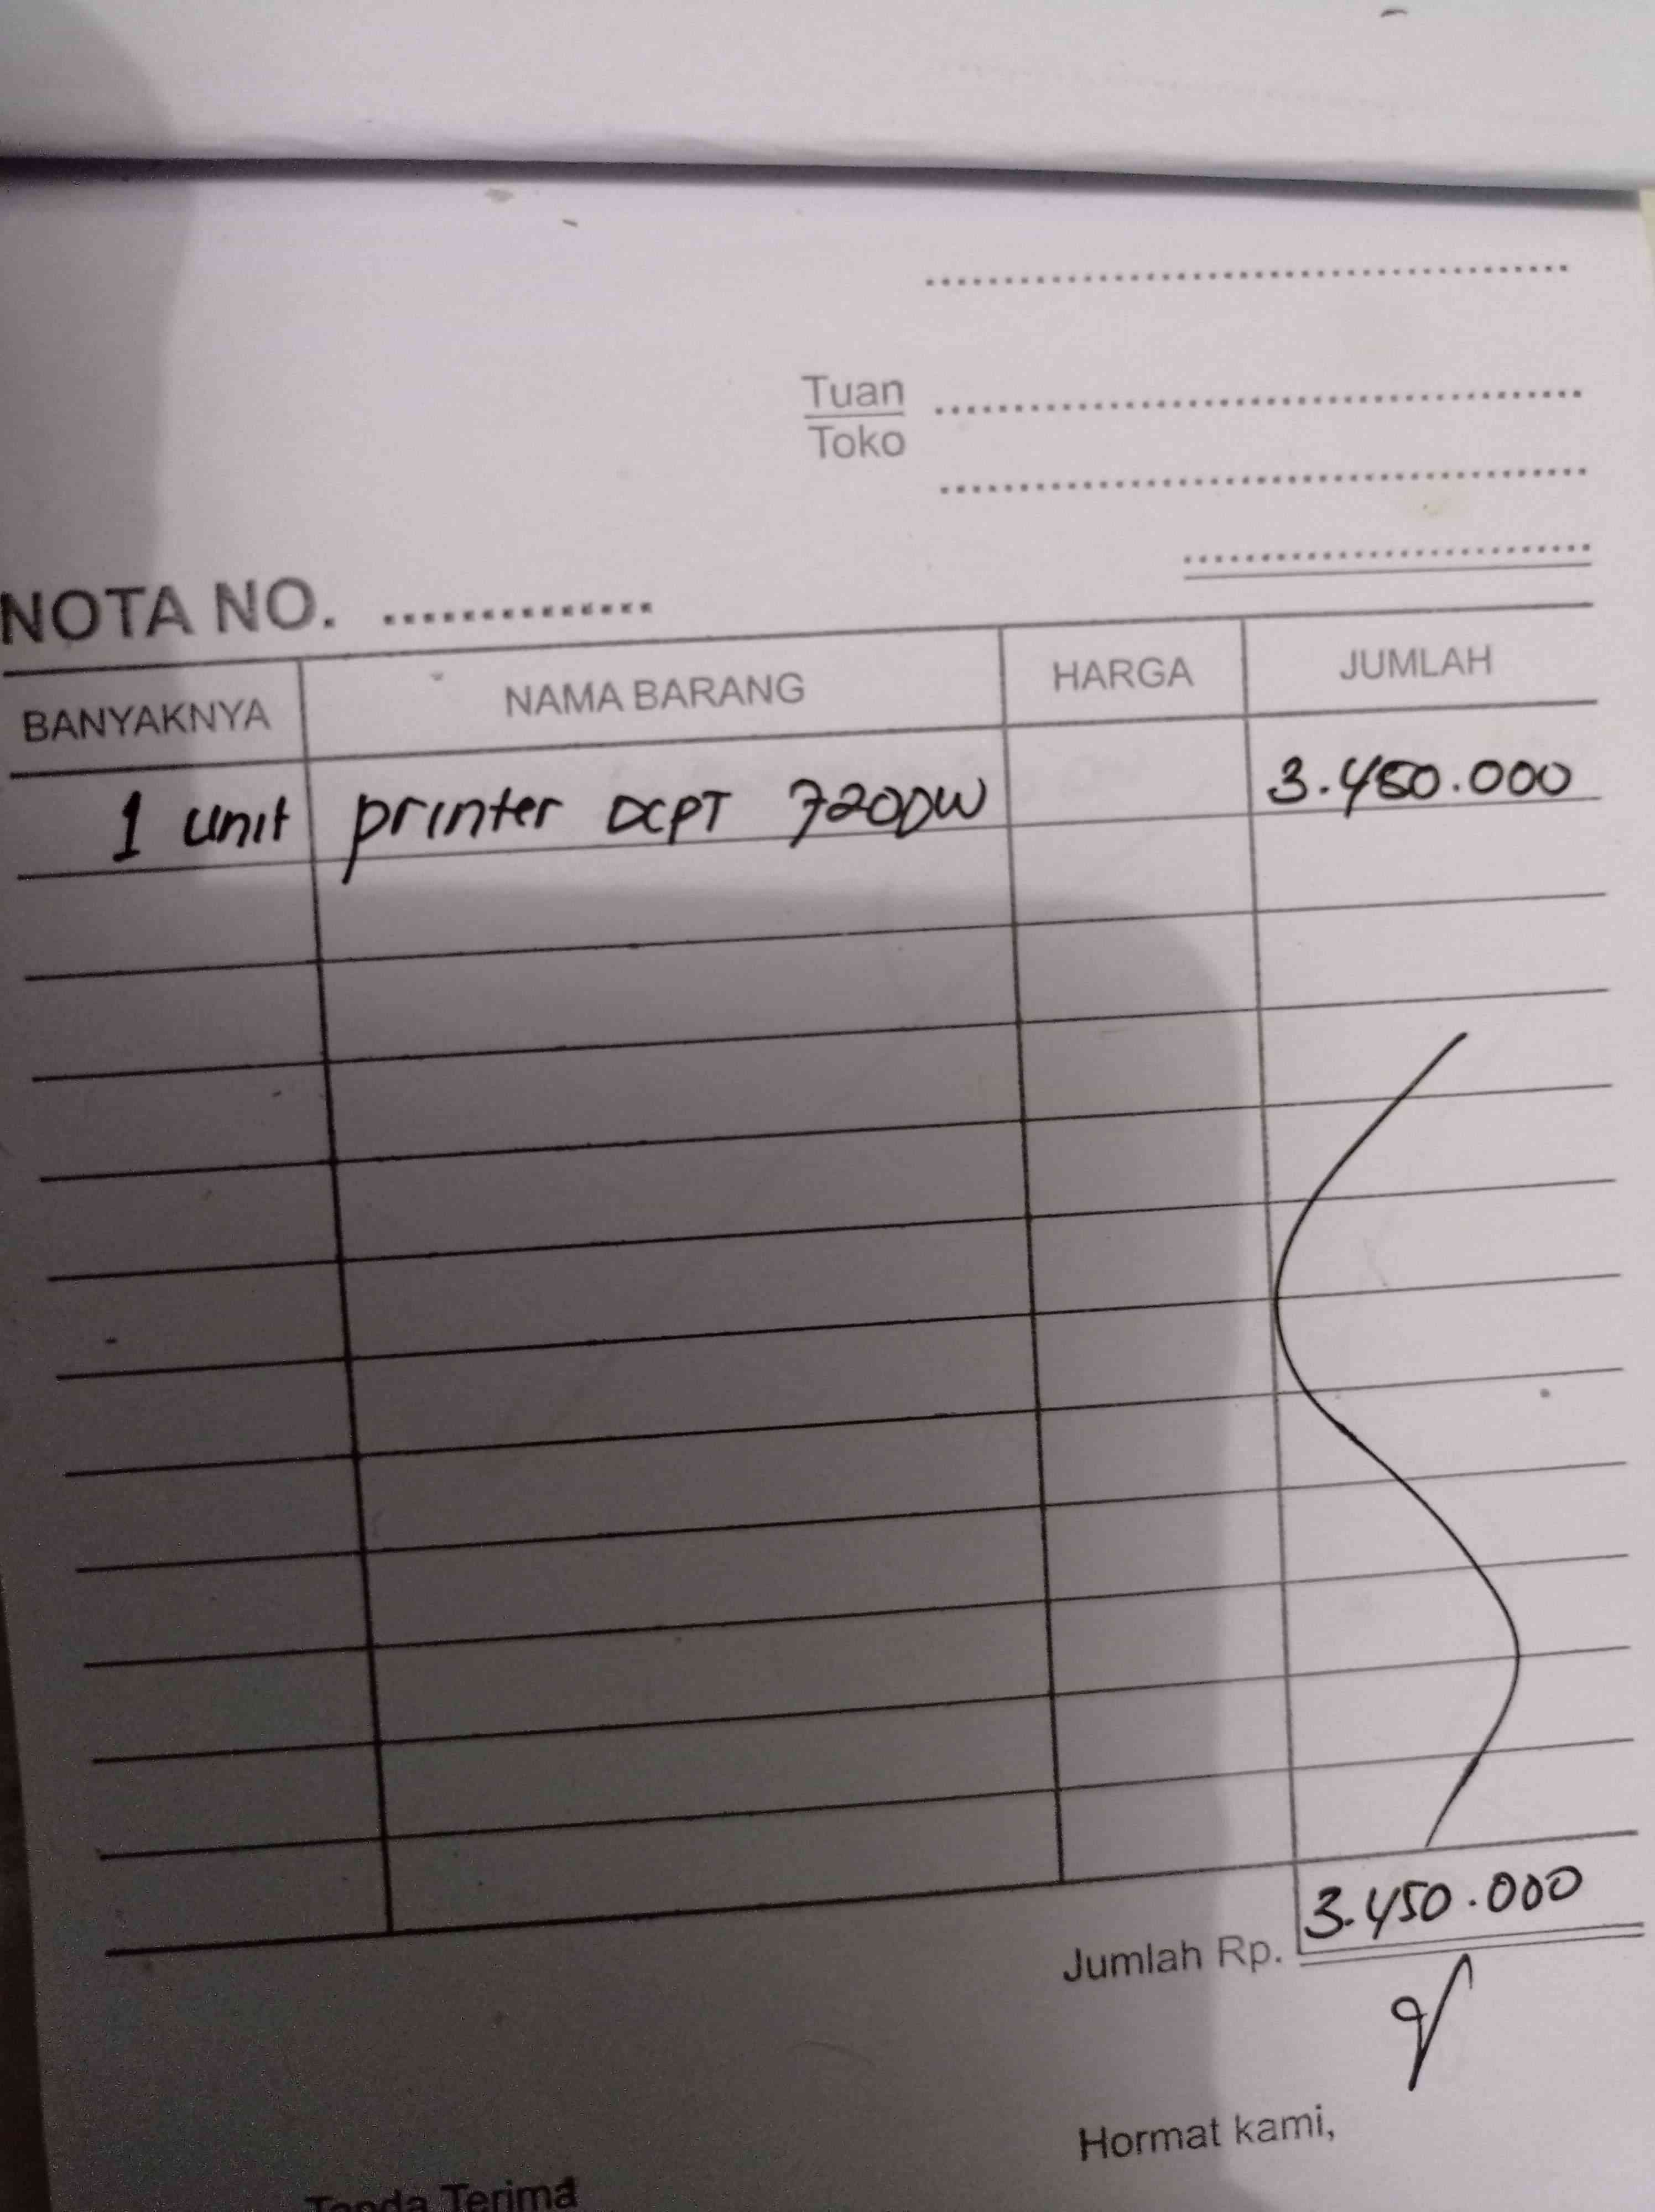 Tuan
Toko
NOTA NO. ...............
BANYAKNYA NAMA BARANG HARGA JUMLAH
1 unit printer DCPT 720DW 3.450.000
Jumlah Rp. 3.450.000
Hormat kami,
Tanda Terima